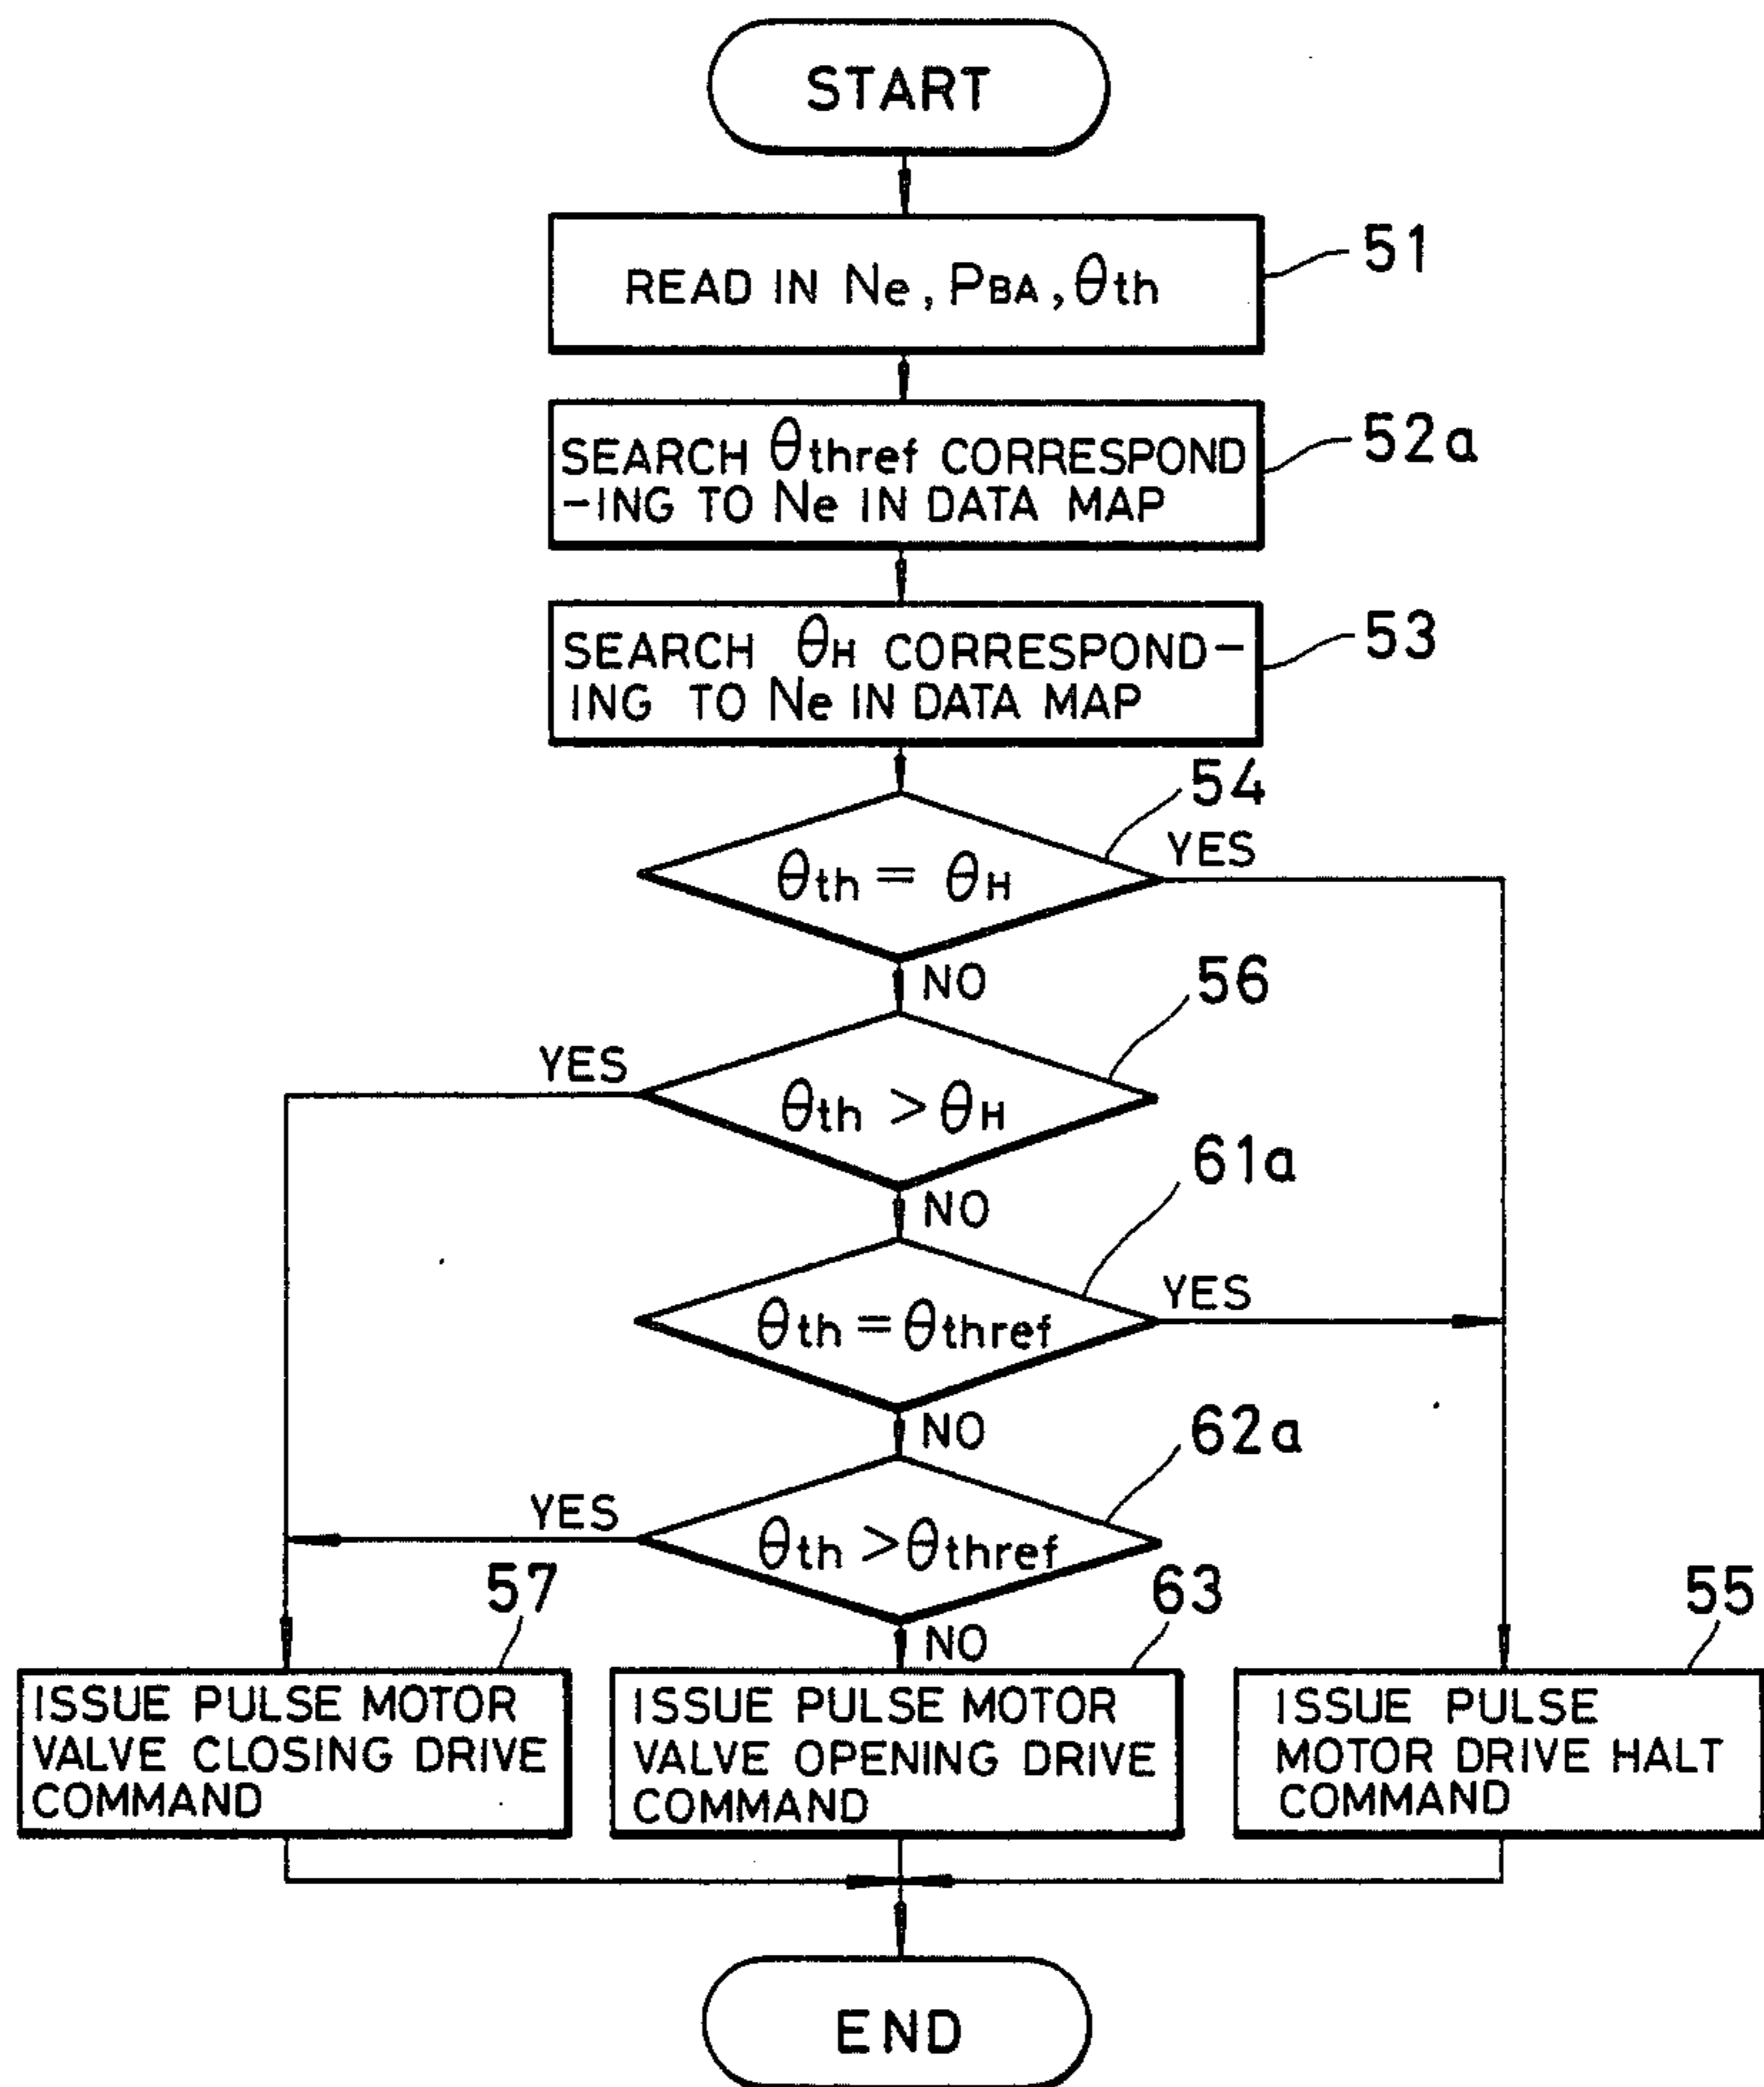 START
READ IN Ne, PBA, θth
51
SEARCH θthref CORRESPOND
-ING TO Ne IN DATA MAP
52a
SEARCH θH CORRESPOND-
ING TO Ne IN DATA MAP
53
54
θth = θH
YES
NO
56
YES
θth > θH
NO
61a
θth = θthref
YES
NO
62a
YES
θth > θthref
NO
57
ISSUE PULSE MOTOR
VALVE CLOSING DRIVE
COMMAND
63
ISSUE PULSE MOTOR
VALVE OPENING DRIVE
COMMAND
55
ISSUE PULSE
MOTOR DRIVE HALT
COMMAND
END